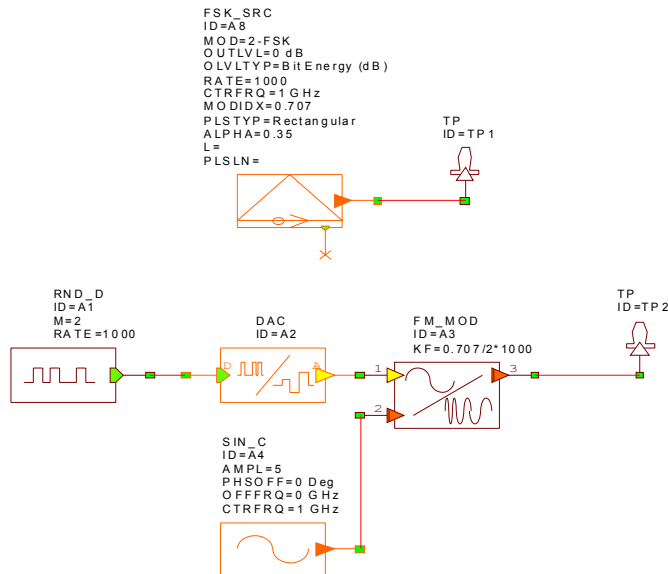 FSK_SRC
ID=A8
MOD=2-FSK
OUTLVL=0 dB
OLVLTYP=Bit Energy (dB)
RATE=1000
CTRFRQ=1 GHz
MODIDX=0.707
PLSTYP=Rectangular
ALPHA=0.35
L=
PLSLN=
TP
ID=TP1
RND_D
ID=A1
M=2
RATE=1000
DAC
ID=A2
D
A
FM_MOD
ID=A3
KF=0.707/2*1000
1
2
3
TP
ID=TP2
SIN_C
ID=A4
AMPL=5
PHSOFF=0 Deg
OFFFRQ=0 GHz
CTRFRQ=1 GHz